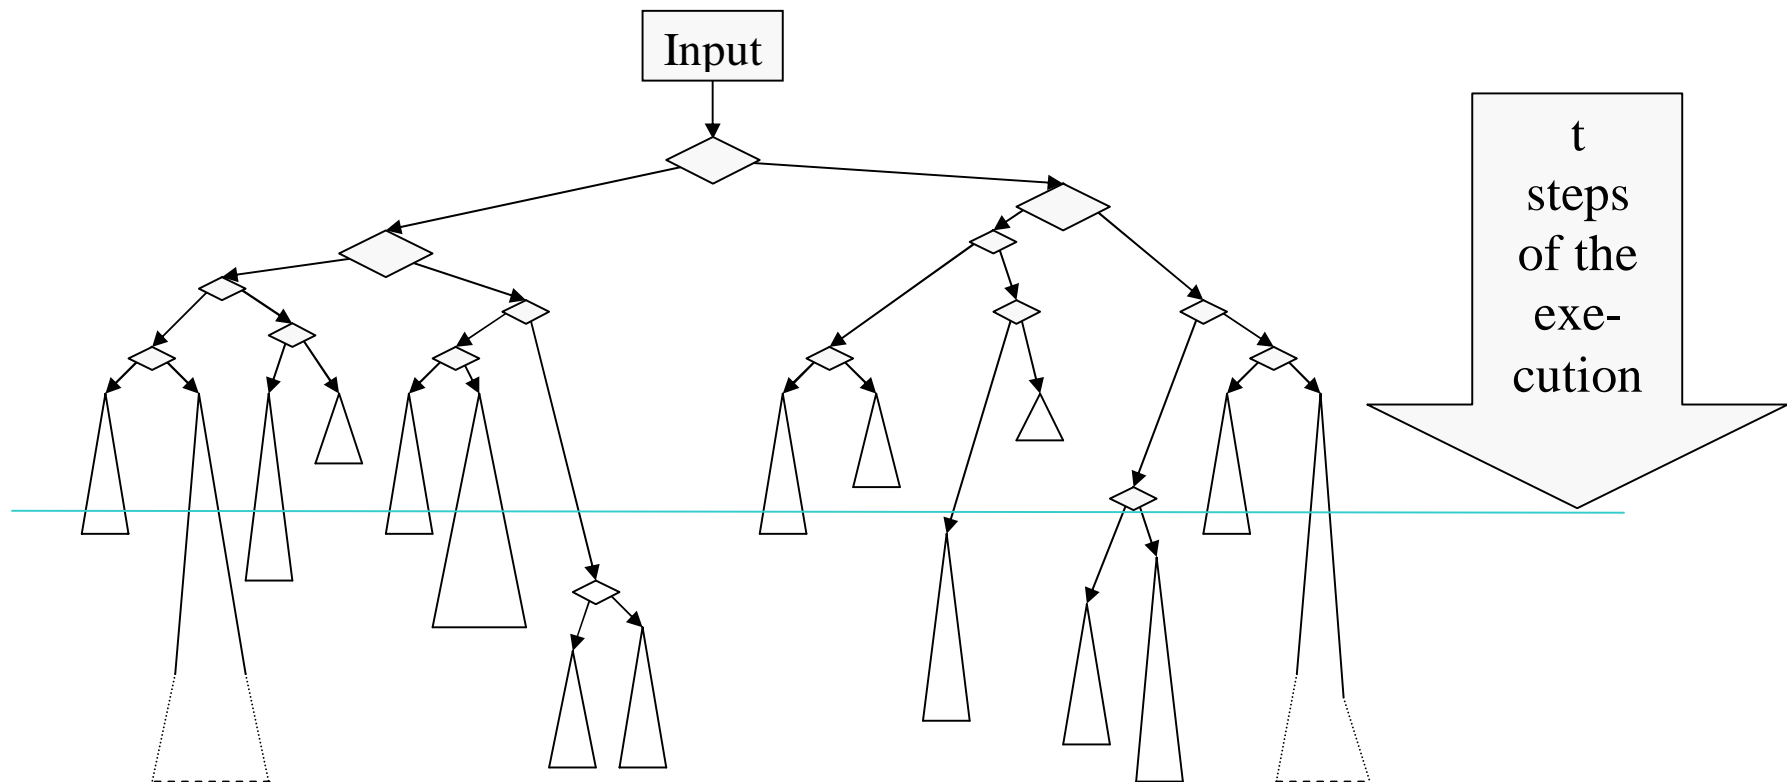 Input
t
steps
of the
exe-
cution